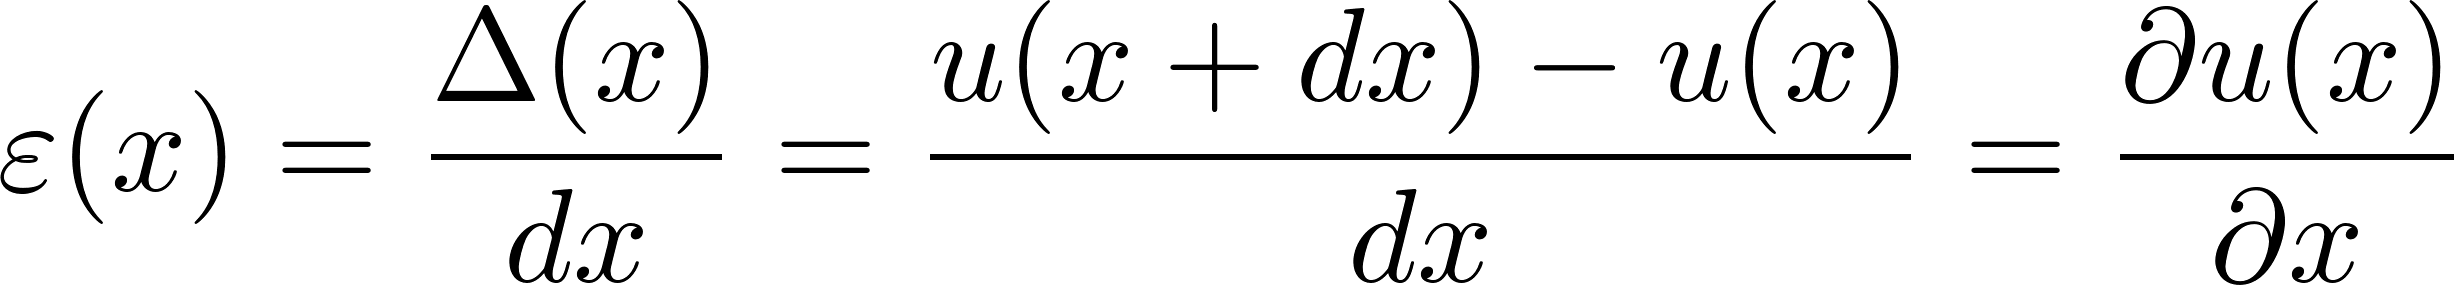 ε(x) = Δ(x)/dx = (u(x + dx) − u(x))/dx = ∂u(x)/∂x